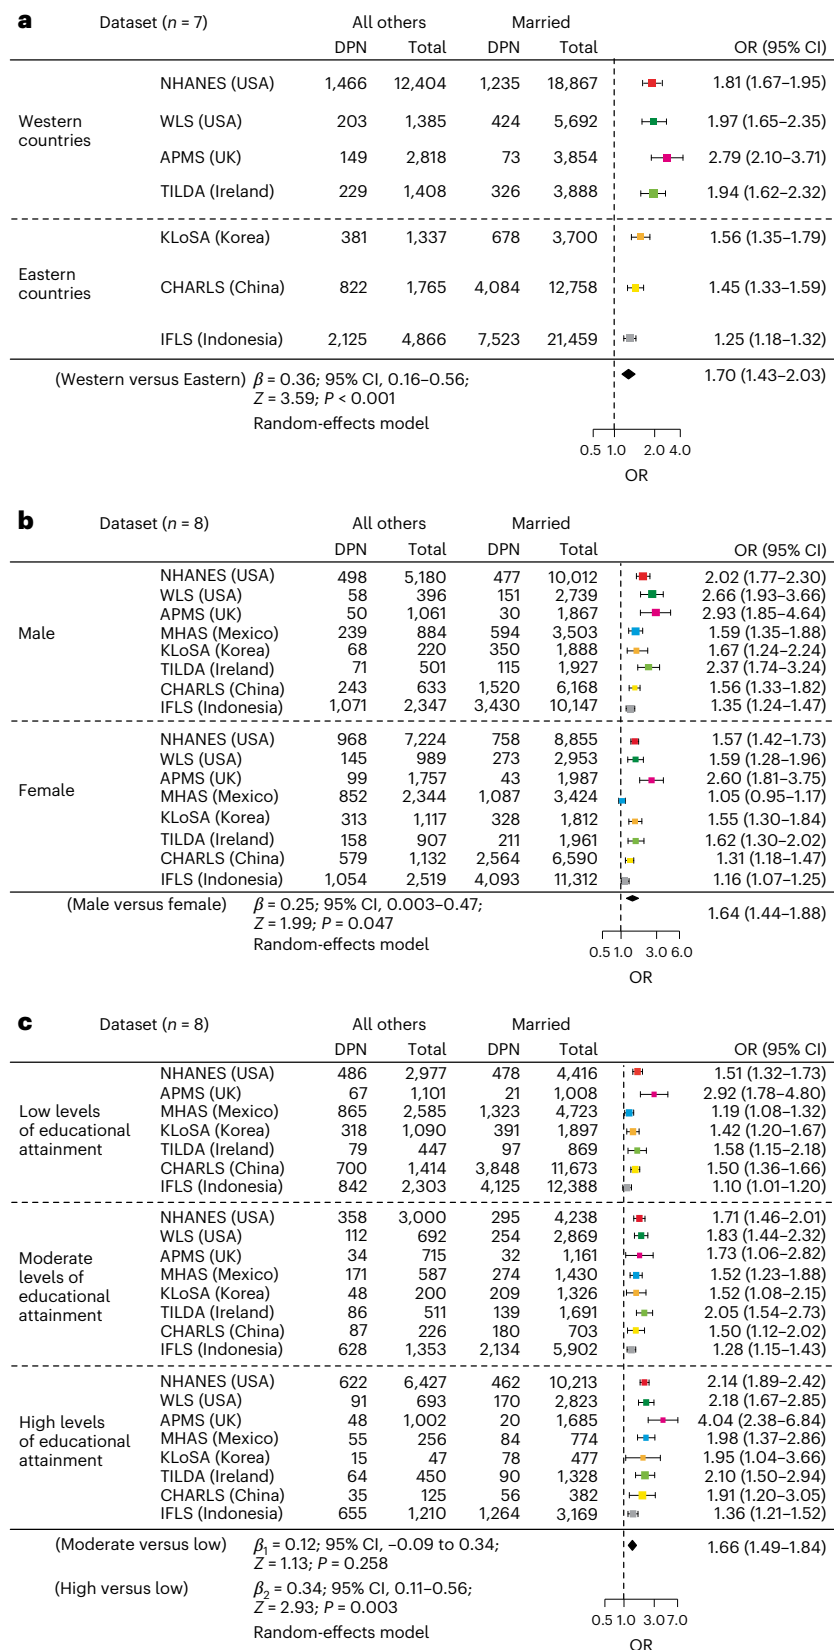 a Dataset (n = 7) All others Married
DPN Total DPN Total OR (95% CI)
Western countries
NHANES (USA) 1,466 12,404 1,235 18,867 1.81 (1.67–1.95)
WLS (USA) 203 1,385 424 5,692 1.97 (1.65–2.35)
APMS (UK) 149 2,818 73 3,854 2.79 (2.10–3.71)
TILDA (Ireland) 229 1,408 326 3,888 1.94 (1.62–2.32)
Eastern countries
KLoSA (Korea) 381 1,337 678 3,700 1.56 (1.35–1.79)
CHARLS (China) 822 1,765 4,084 12,758 1.45 (1.33–1.59)
IFLS (Indonesia) 2,125 4,866 7,523 21,459 1.25 (1.18–1.32)
(Western versus Eastern) β = 0.36; 95% CI, 0.16–0.56; 1.70 (1.43–2.03)
Z = 3.59; P < 0.001
Random-effects model
0.5 1.0 2.0 4.0
OR
b Dataset (n = 8) All others Married
DPN Total DPN Total OR (95% CI)
Male
NHANES (USA) 498 5,180 477 10,012 2.02 (1.77–2.30)
WLS (USA) 58 396 151 2,739 2.66 (1.93–3.66)
APMS (UK) 50 1,061 30 1,867 2.93 (1.85–4.64)
MHAS (Mexico) 239 884 594 3,503 1.59 (1.35–1.88)
KLoSA (Korea) 68 220 350 1,888 1.67 (1.24–2.24)
TILDA (Ireland) 71 501 115 1,927 2.37 (1.74–3.24)
CHARLS (China) 243 633 1,520 6,168 1.56 (1.33–1.82)
IFLS (Indonesia) 1,071 2,347 3,430 10,147 1.35 (1.24–1.47)
Female
NHANES (USA) 968 7,224 758 8,855 1.57 (1.42–1.73)
WLS (USA) 145 989 273 2,953 1.59 (1.28–1.96)
APMS (UK) 99 1,757 43 1,987 2.60 (1.81–3.75)
MHAS (Mexico) 852 2,344 1,087 3,424 1.05 (0.95–1.17)
KLoSA (Korea) 313 1,117 328 1,812 1.55 (1.30–1.84)
TILDA (Ireland) 158 907 211 1,961 1.62 (1.30–2.02)
CHARLS (China) 579 1,132 2,564 6,590 1.31 (1.18–1.47)
IFLS (Indonesia) 1,054 2,519 4,093 11,312 1.16 (1.07–1.25)
(Male versus female) β = 0.25; 95% CI, 0.003–0.47; 1.64 (1.44–1.88)
Z = 1.99; P = 0.047
Random-effects model
0.5 1.0 3.0 6.0
OR
c Dataset (n = 8) All others Married
DPN Total DPN Total OR (95% CI)
Low levels of educational attainment
NHANES (USA) 486 2,977 478 4,416 1.51 (1.32–1.73)
APMS (UK) 67 1,101 21 1,008 2.92 (1.78–4.80)
MHAS (Mexico) 865 2,585 1,323 4,723 1.19 (1.08–1.32)
KLoSA (Korea) 318 1,090 391 1,897 1.42 (1.20–1.67)
TILDA (Ireland) 79 447 97 869 1.58 (1.15–2.18)
CHARLS (China) 700 1,414 3,848 11,673 1.50 (1.36–1.66)
IFLS (Indonesia) 842 2,303 4,125 12,388 1.10 (1.01–1.20)
Moderate levels of educational attainment
NHANES (USA) 358 3,000 295 4,238 1.71 (1.46–2.01)
WLS (USA) 112 692 254 2,869 1.83 (1.44–2.32)
APMS (UK) 34 715 32 1,161 1.73 (1.06–2.82)
MHAS (Mexico) 171 587 274 1,430 1.52 (1.23–1.88)
KLoSA (Korea) 48 200 209 1,326 1.52 (1.08–2.15)
TILDA (Ireland) 86 511 139 1,691 2.05 (1.54–2.73)
CHARLS (China) 87 226 180 703 1.50 (1.12–2.02)
IFLS (Indonesia) 628 1,353 2,134 5,902 1.28 (1.15–1.43)
High levels of educational attainment
NHANES (USA) 622 6,427 462 10,213 2.14 (1.89–2.42)
WLS (USA) 91 693 170 2,823 2.18 (1.67–2.85)
APMS (UK) 48 1,002 20 1,685 4.04 (2.38–6.84)
MHAS (Mexico) 55 256 84 774 1.98 (1.37–2.86)
KLoSA (Korea) 15 47 78 477 1.95 (1.04–3.66)
TILDA (Ireland) 64 450 90 1,328 2.10 (1.50–2.94)
CHARLS (China) 35 125 56 382 1.91 (1.20–3.05)
IFLS (Indonesia) 655 1,210 1,264 3,169 1.36 (1.21–1.52)
(Moderate versus low) β1 = 0.12; 95% CI, −0.09 to 0.34; 1.66 (1.49–1.84)
Z = 1.13; P = 0.258
(High versus low) β2 = 0.34; 95% CI, 0.11–0.56;
Z = 2.93; P = 0.003
Random-effects model
0.5 1.0 3.0 7.0
OR